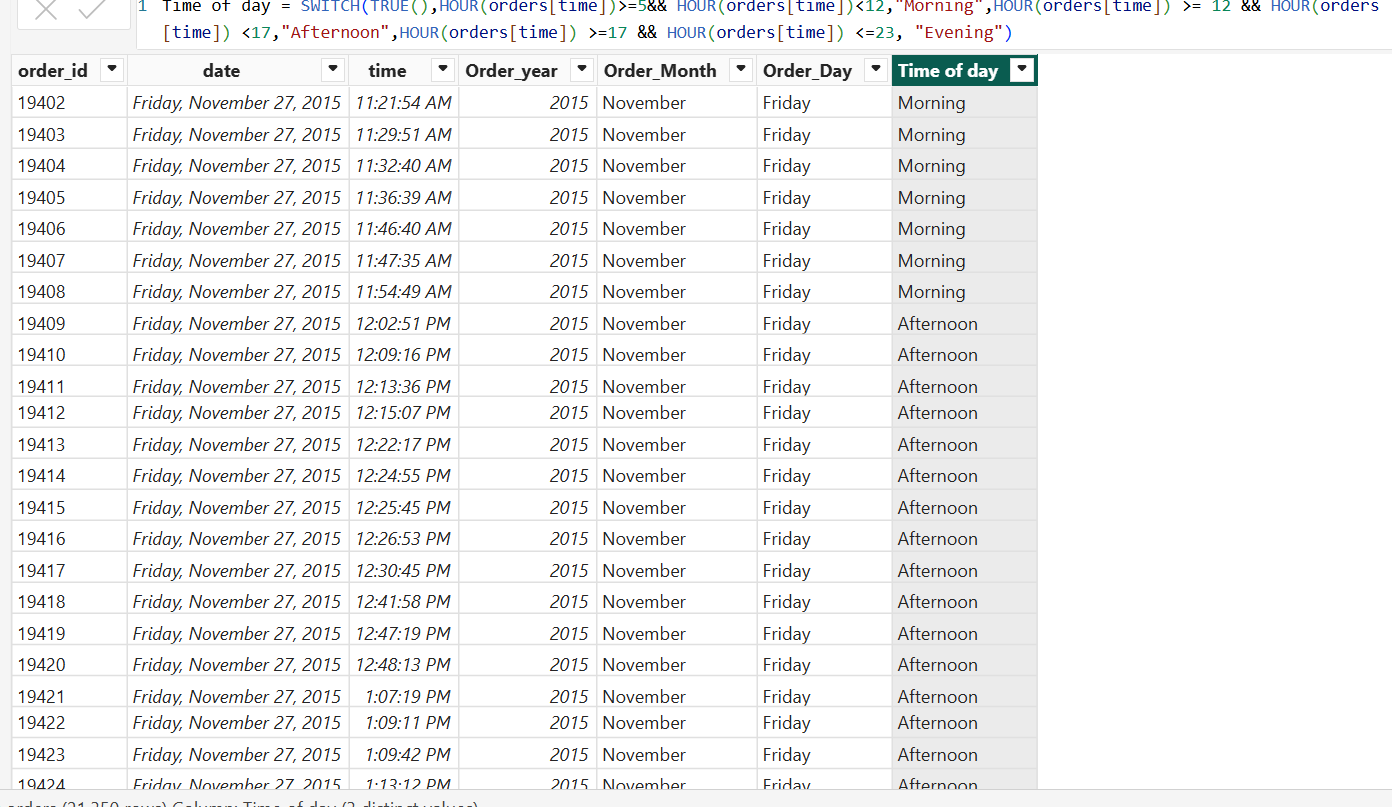 1 Time of day = SWITCH(TRUE(),HOUR(orders[time])>=5&& HOUR(orders[time])<12,"Morning",HOUR(orders[time]) >= 12 && HOUR(orders
[time]) <17,"Afternoon",HOUR(orders[time]) >=17 && HOUR(orders[time]) <=23, "Evening")
order_id date time Order_year Order_Month Order_Day Time of day
19402 Friday, November 27, 2015 11:21:54 AM 2015 November Friday Morning
19403 Friday, November 27, 2015 11:29:51 AM 2015 November Friday Morning
19404 Friday, November 27, 2015 11:32:40 AM 2015 November Friday Morning
19405 Friday, November 27, 2015 11:36:39 AM 2015 November Friday Morning
19406 Friday, November 27, 2015 11:46:40 AM 2015 November Friday Morning
19407 Friday, November 27, 2015 11:47:35 AM 2015 November Friday Morning
19408 Friday, November 27, 2015 11:54:49 AM 2015 November Friday Morning
19409 Friday, November 27, 2015 12:02:51 PM 2015 November Friday Afternoon
19410 Friday, November 27, 2015 12:09:16 PM 2015 November Friday Afternoon
19411 Friday, November 27, 2015 12:13:36 PM 2015 November Friday Afternoon
19412 Friday, November 27, 2015 12:15:07 PM 2015 November Friday Afternoon
19413 Friday, November 27, 2015 12:22:17 PM 2015 November Friday Afternoon
19414 Friday, November 27, 2015 12:24:55 PM 2015 November Friday Afternoon
19415 Friday, November 27, 2015 12:25:45 PM 2015 November Friday Afternoon
19416 Friday, November 27, 2015 12:26:53 PM 2015 November Friday Afternoon
19417 Friday, November 27, 2015 12:30:45 PM 2015 November Friday Afternoon
19418 Friday, November 27, 2015 12:41:58 PM 2015 November Friday Afternoon
19419 Friday, November 27, 2015 12:47:19 PM 2015 November Friday Afternoon
19420 Friday, November 27, 2015 12:48:13 PM 2015 November Friday Afternoon
19421 Friday, November 27, 2015 1:07:19 PM 2015 November Friday Afternoon
19422 Friday, November 27, 2015 1:09:11 PM 2015 November Friday Afternoon
19423 Friday, November 27, 2015 1:09:42 PM 2015 November Friday Afternoon
19424 Friday, November 27, 2015 1:13:12 PM 2015 November Friday Afternoon